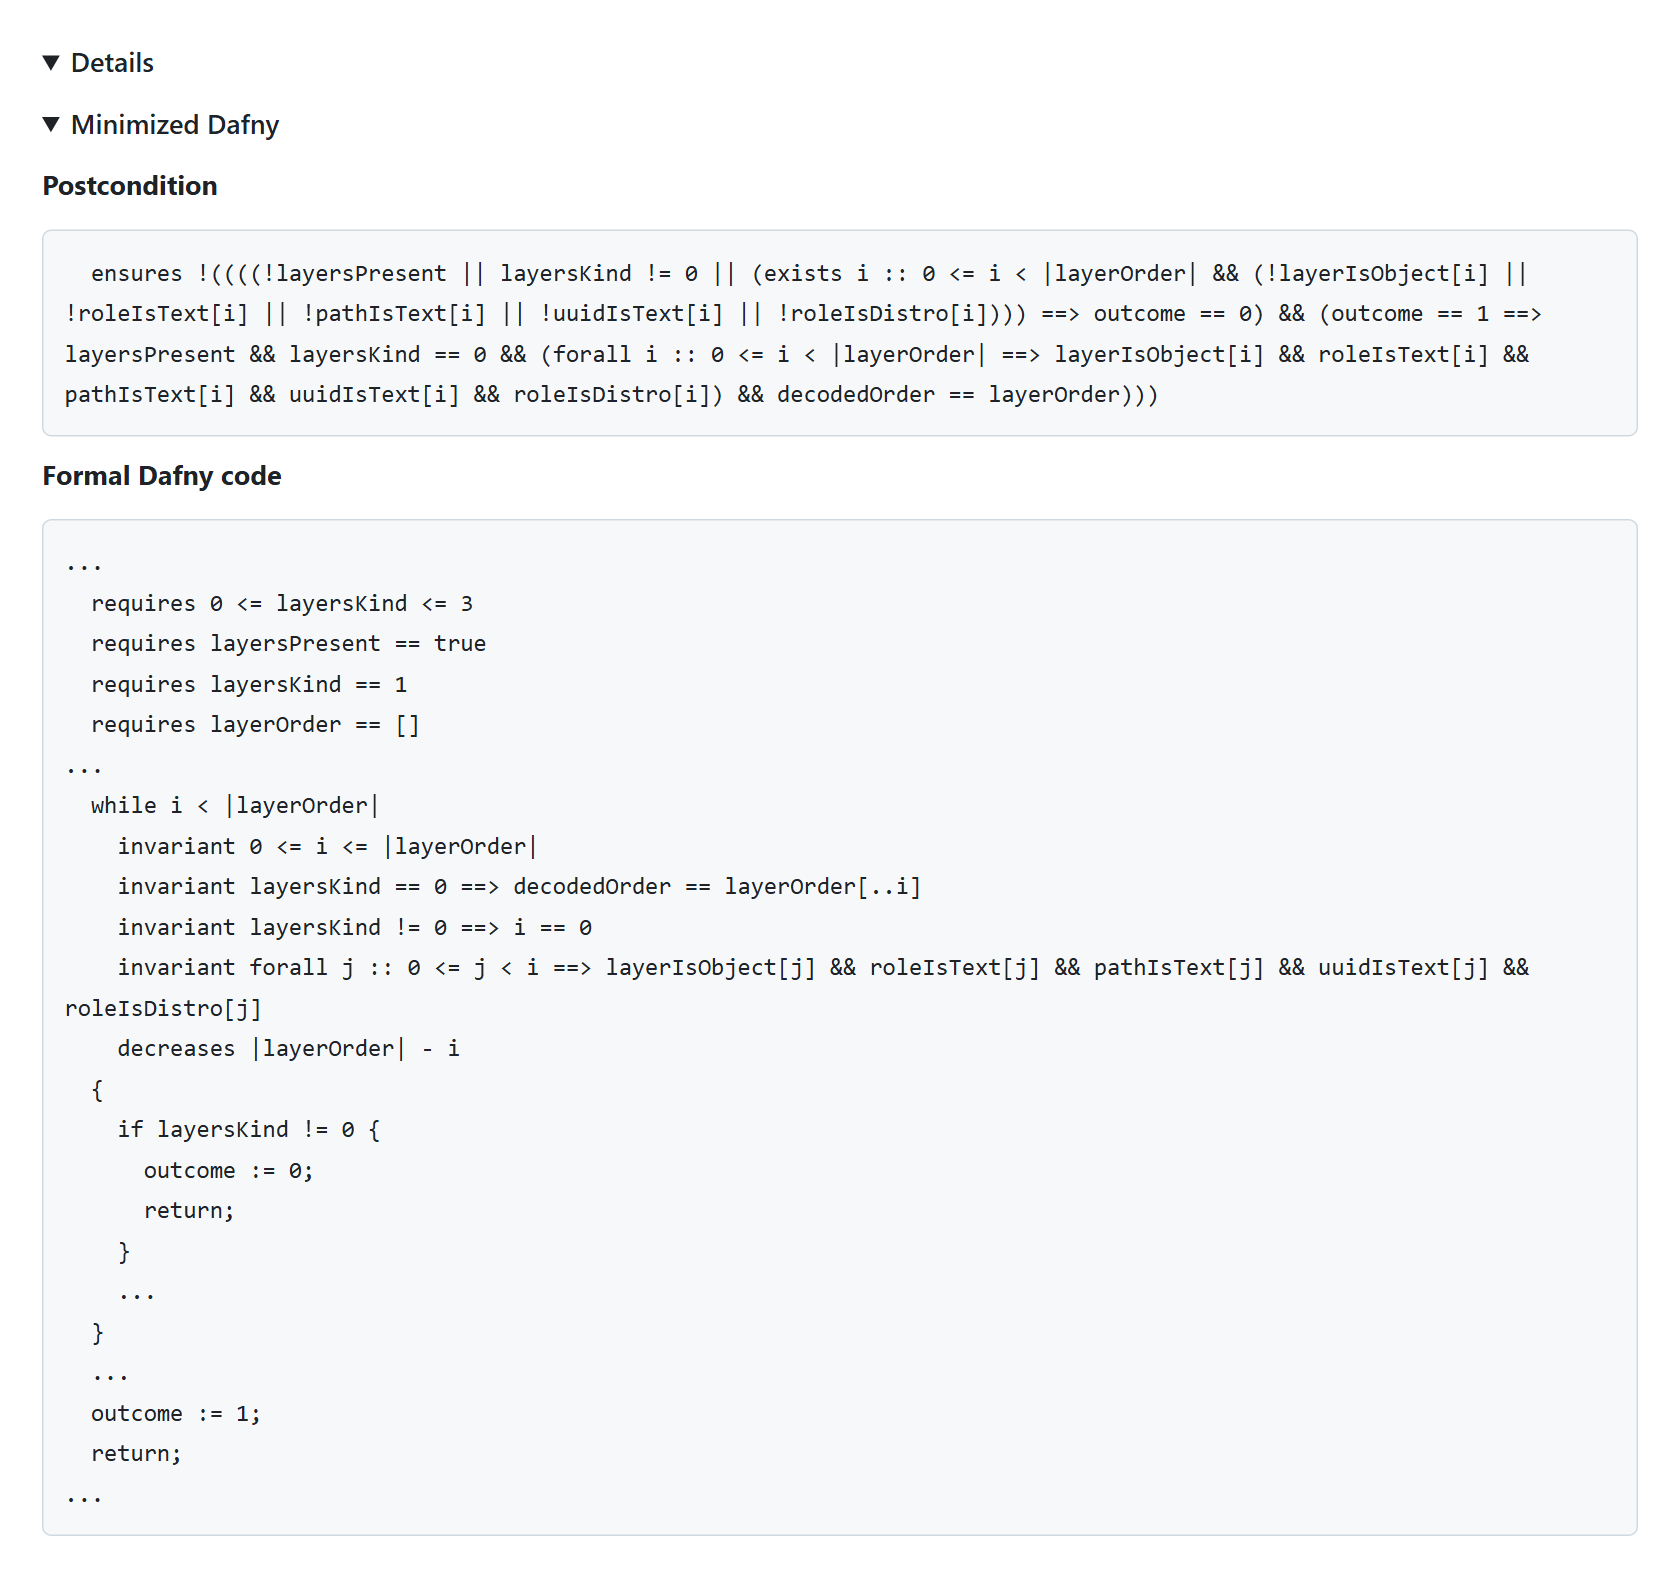 ▼ Details
▼ Minimized Dafny
Postcondition
  ensures !((((!layersPresent || layersKind != 0 || (exists i :: 0 <= i < |layerOrder| && (!layerIsObject[i] ||
!roleIsText[i] || !pathIsText[i] || !uuidIsText[i] || !roleIsDistro[i]))) ==> outcome == 0) && (outcome == 1 ==>
layersPresent && layersKind == 0 && (forall i :: 0 <= i < |layerOrder| ==> layerIsObject[i] && roleIsText[i] &&
pathIsText[i] && uuidIsText[i] && roleIsDistro[i]) && decodedOrder == layerOrder)))
Formal Dafny code
...
  requires 0 <= layersKind <= 3
  requires layersPresent == true
  requires layersKind == 1
  requires layerOrder == []
...
  while i < |layerOrder|
    invariant 0 <= i <= |layerOrder|
    invariant layersKind == 0 ==> decodedOrder == layerOrder[..i]
    invariant layersKind != 0 ==> i == 0
    invariant forall j :: 0 <= j < i ==> layerIsObject[j] && roleIsText[j] && pathIsText[j] && uuidIsText[j] &&
roleIsDistro[j]
    decreases |layerOrder| - i
  {
    if layersKind != 0 {
      outcome := 0;
      return;
    }
    ...
  }
  ...
  outcome := 1;
  return;
...